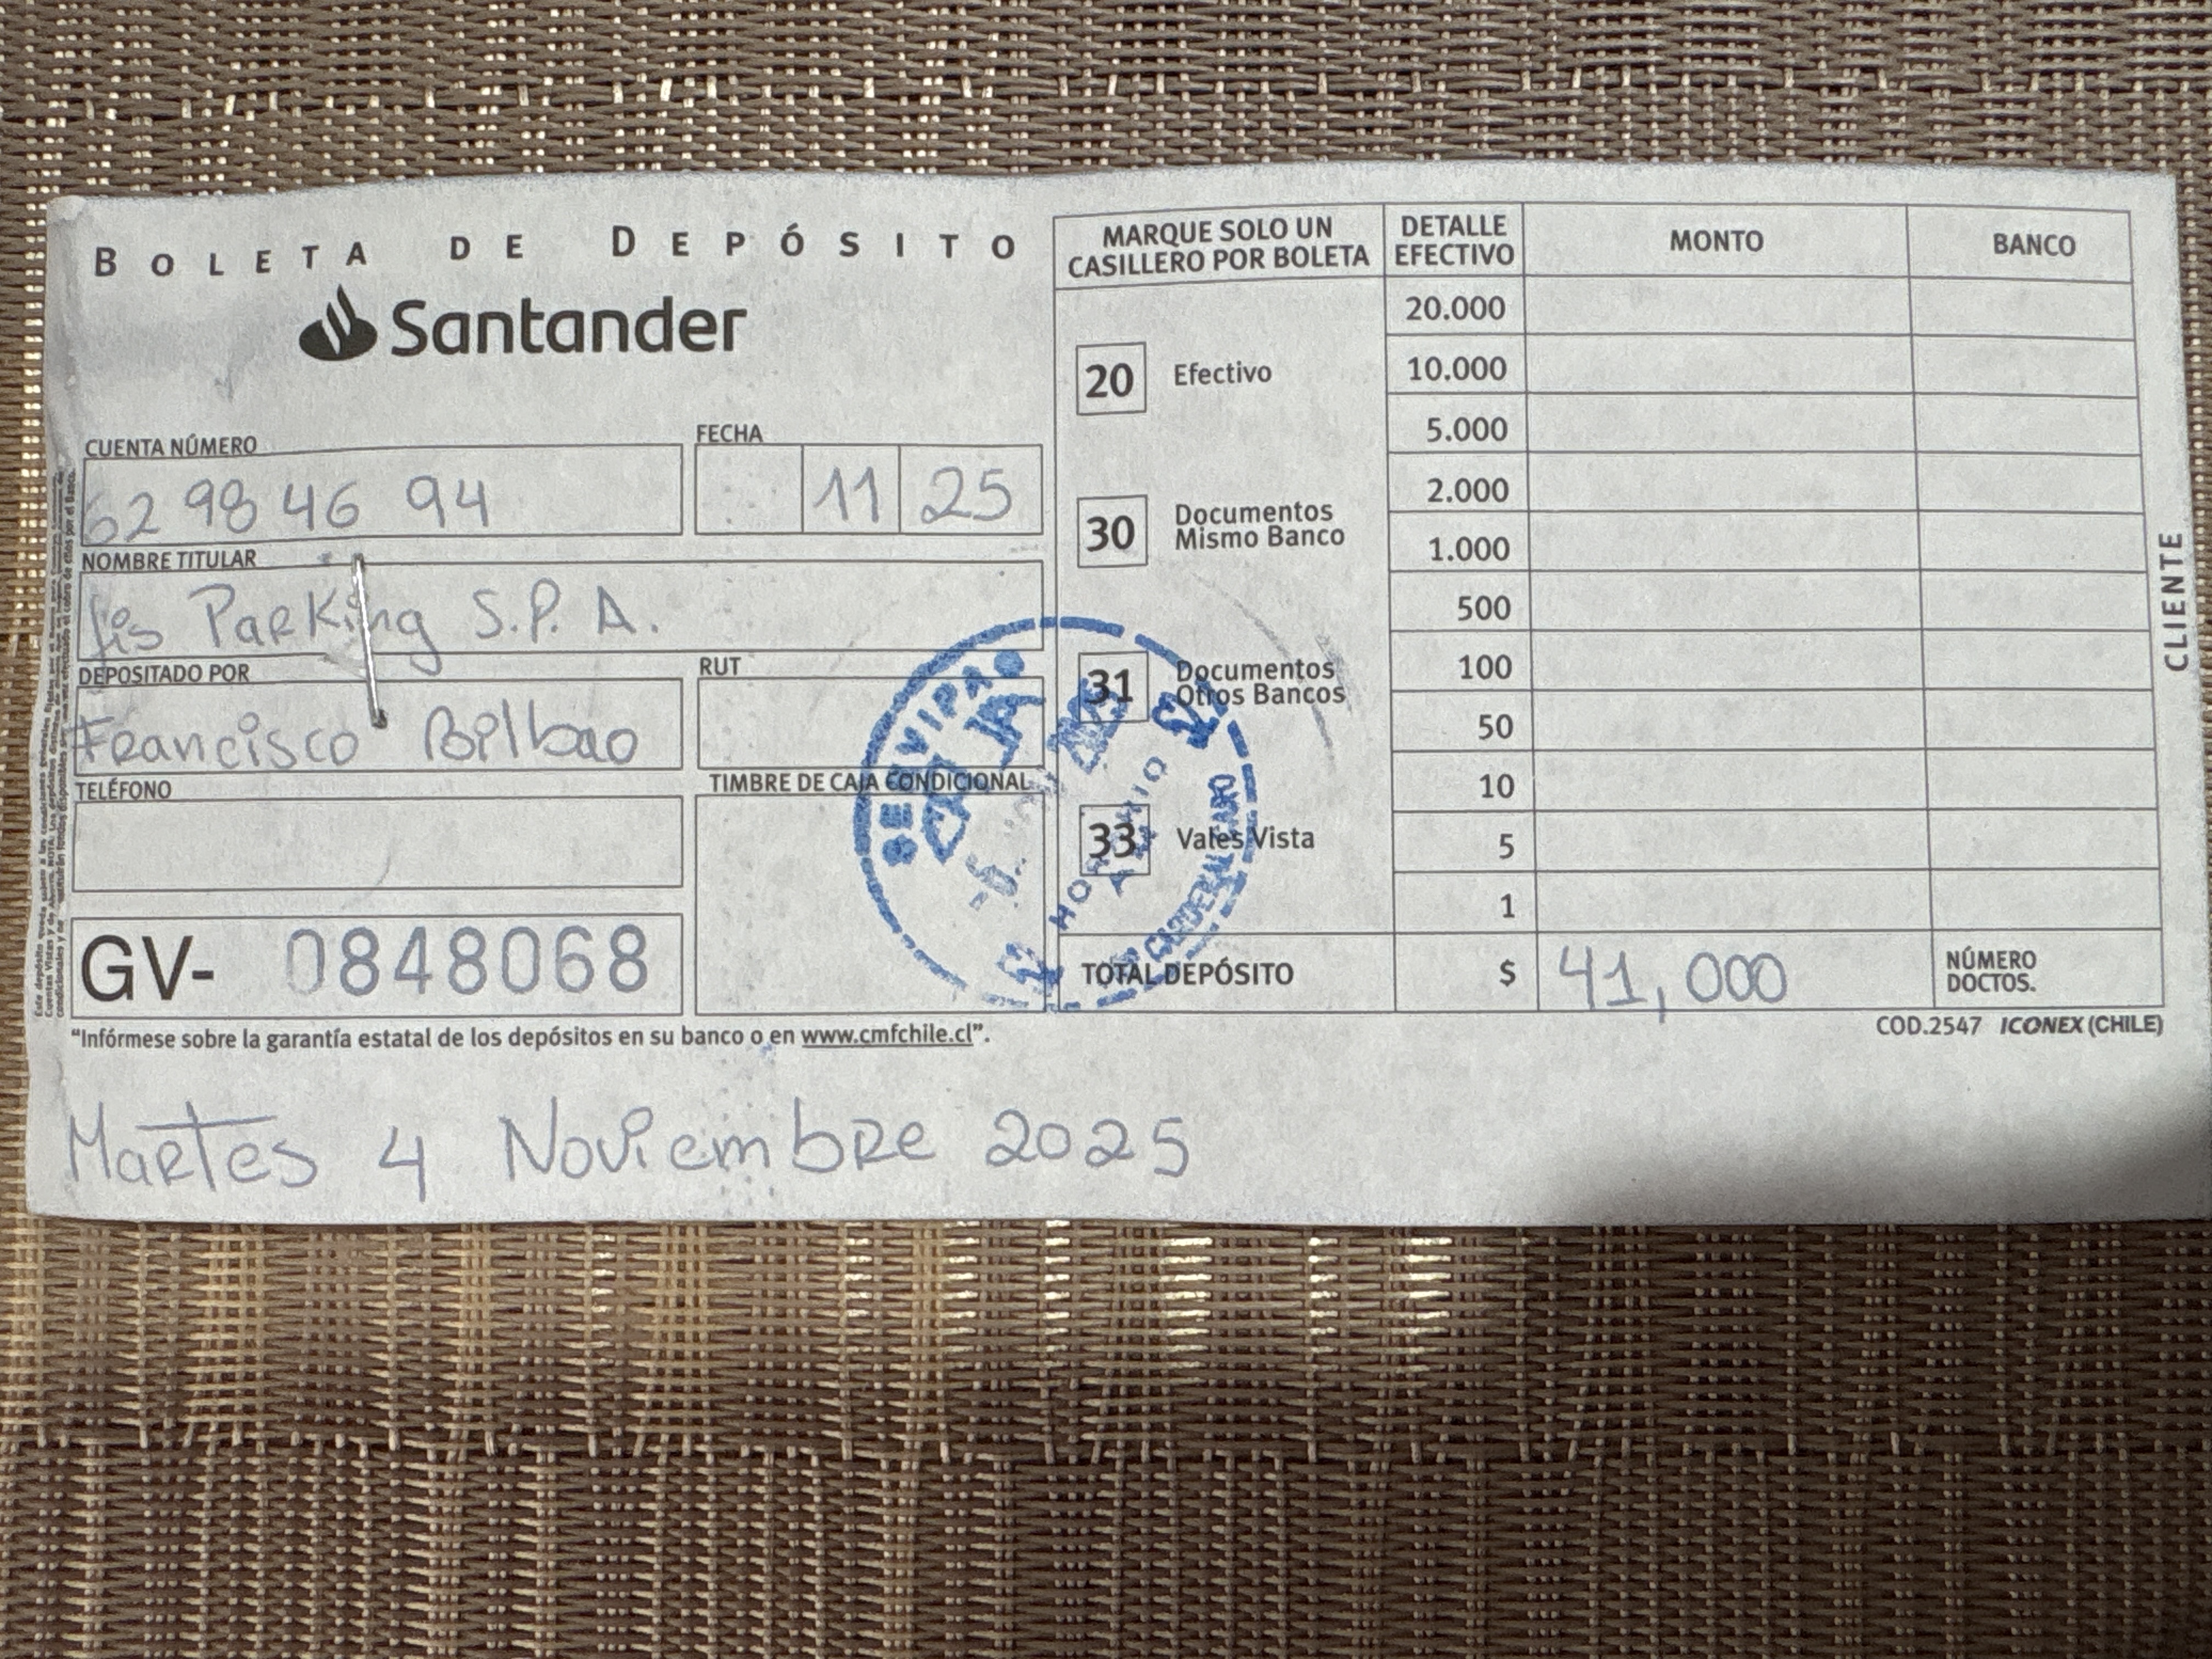 BOLETA DE DEPÓSITO
Santander
CUENTA NÚMERO
62 98 46 94
FECHA
11 25
NOMBRE TITULAR
fis Parking S.P.A.
DEPOSITADO POR
Francisco Bilbao
RUT
TELÉFONO
TIMBRE DE CAJA CONDICIONAL
GV- 0848068
"Infórmese sobre la garantía estatal de los depósitos en su banco o en www.cmfchile.cl".
Martes 4 Noviembre 2025
MARQUE SOLO UN
CASILLERO POR BOLETA
20 Efectivo
30 Documentos
Mismo Banco
31 Documentos
Otros Bancos
33 Vales Vista
DETALLE
EFECTIVO
MONTO
BANCO
20.000
10.000
5.000
2.000
1.000
500
100
50
10
5
1
TOTAL DEPÓSITO $ 41,000
NÚMERO
DOCTOS.
COD.2547 ICONEX (CHILE)
CLIENTE
SERVIPAG
CAJA